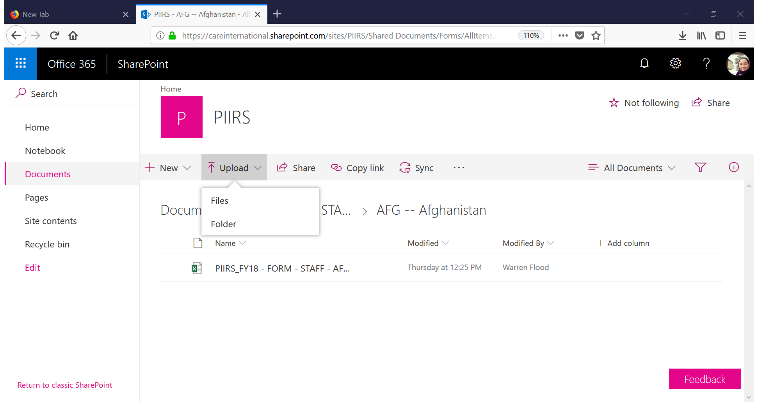 New Tab
PIIRS - AFG -- Afghanistan - All
https://careinternational.sharepoint.com/sites/PIIRS/Shared Documents/Forms/AllItems.
110%
Office 365
SharePoint
?
Search
Home
Notebook
Documents
Pages
Site contents
Recycle bin
Edit
Return to classic SharePoint
Home
P
PIIRS
Not following
Share
New
Upload
Share
Copy link
Sync
All Documents
Files
Folder
Docum
STA... > AFG -- Afghanistan
Name
Modified
Modified By
Add column
PIIRS_FY18 - FORM - STAFF - AF...
Thursday at 12:25 PM
Warren Flood
Feedback